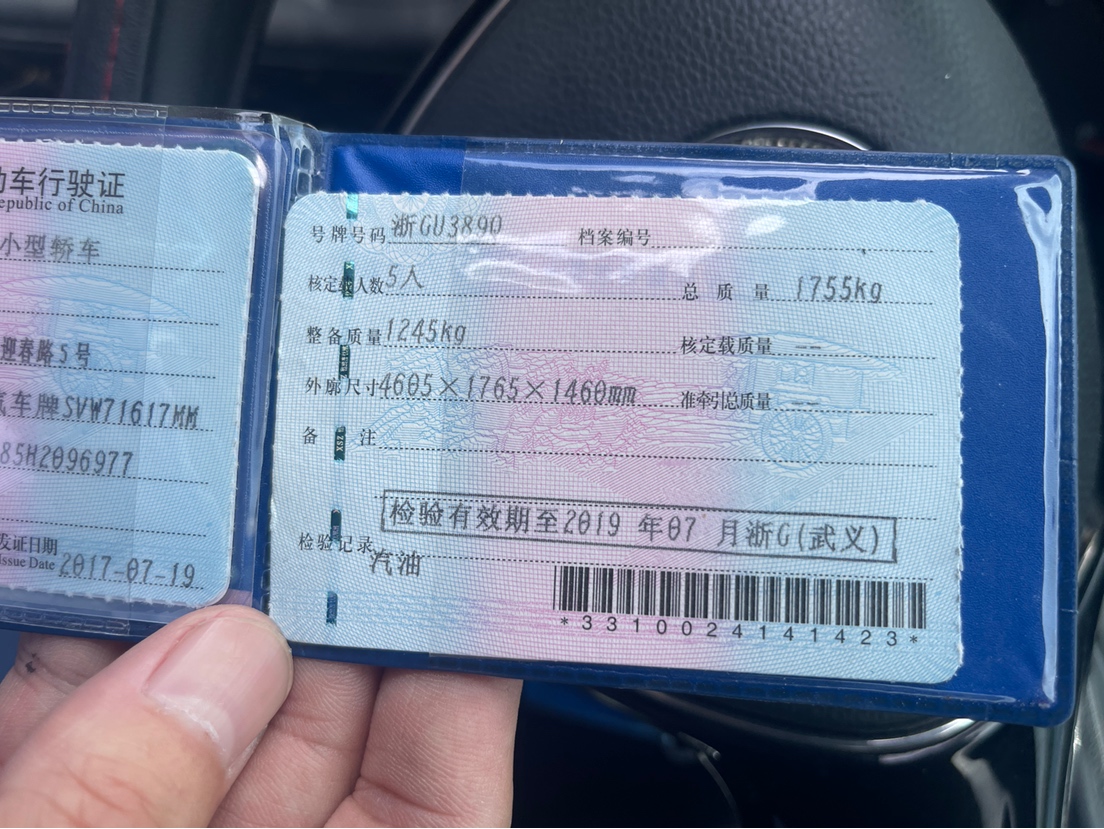 动车行驶证
epublic of China
小型轿车
迎春路5号
汽车牌SVW71617MM
85H2096977
发证日期
Issue Date 2017-07-19
号牌号码 浙GU3890 档案编号
核定载人数 5人 总质量 1755kg
整备质量 1245kg 核定载质量 --
外廓尺寸 4605×1765×1460mm 准牵引总质量 --
备注
检验有效期至2019 年07 月浙G(武义)
检验记录 汽油
*3310024141423*